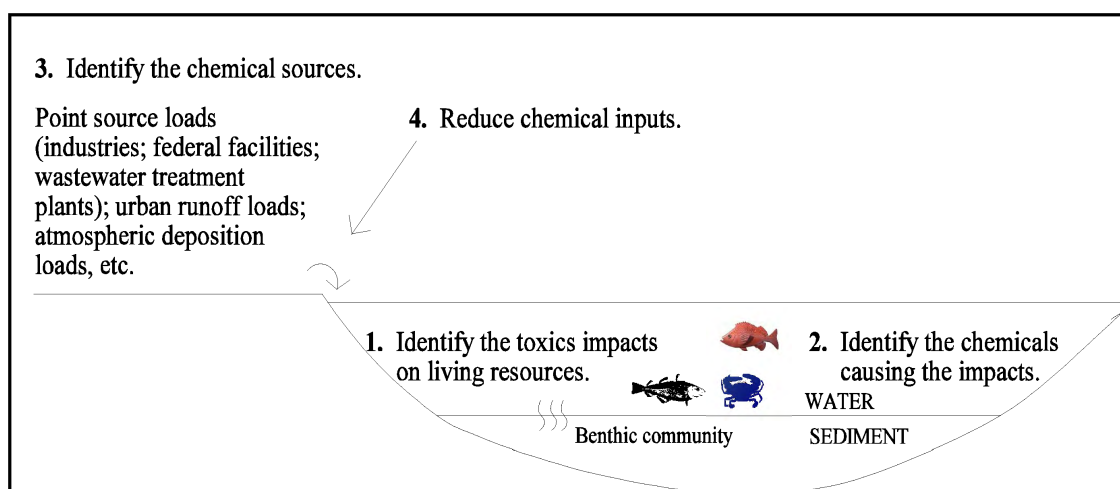 3. Identify the chemical sources.
Point source loads
(industries; federal facilities;
wastewater treatment
plants); urban runoff loads;
atmospheric deposition
loads, etc.
4. Reduce chemical inputs.
1. Identify the toxics impacts
on living resources.
2. Identify the chemicals
causing the impacts.
WATER
Benthic community
SEDIMENT